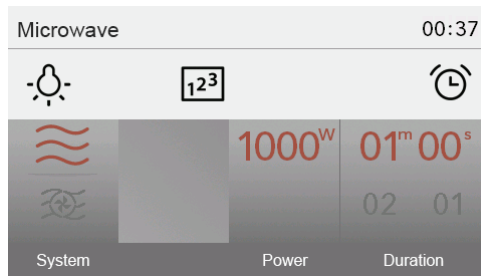 Microwave 00:37
123
1000W 01m 00s
02 01
System Power Duration